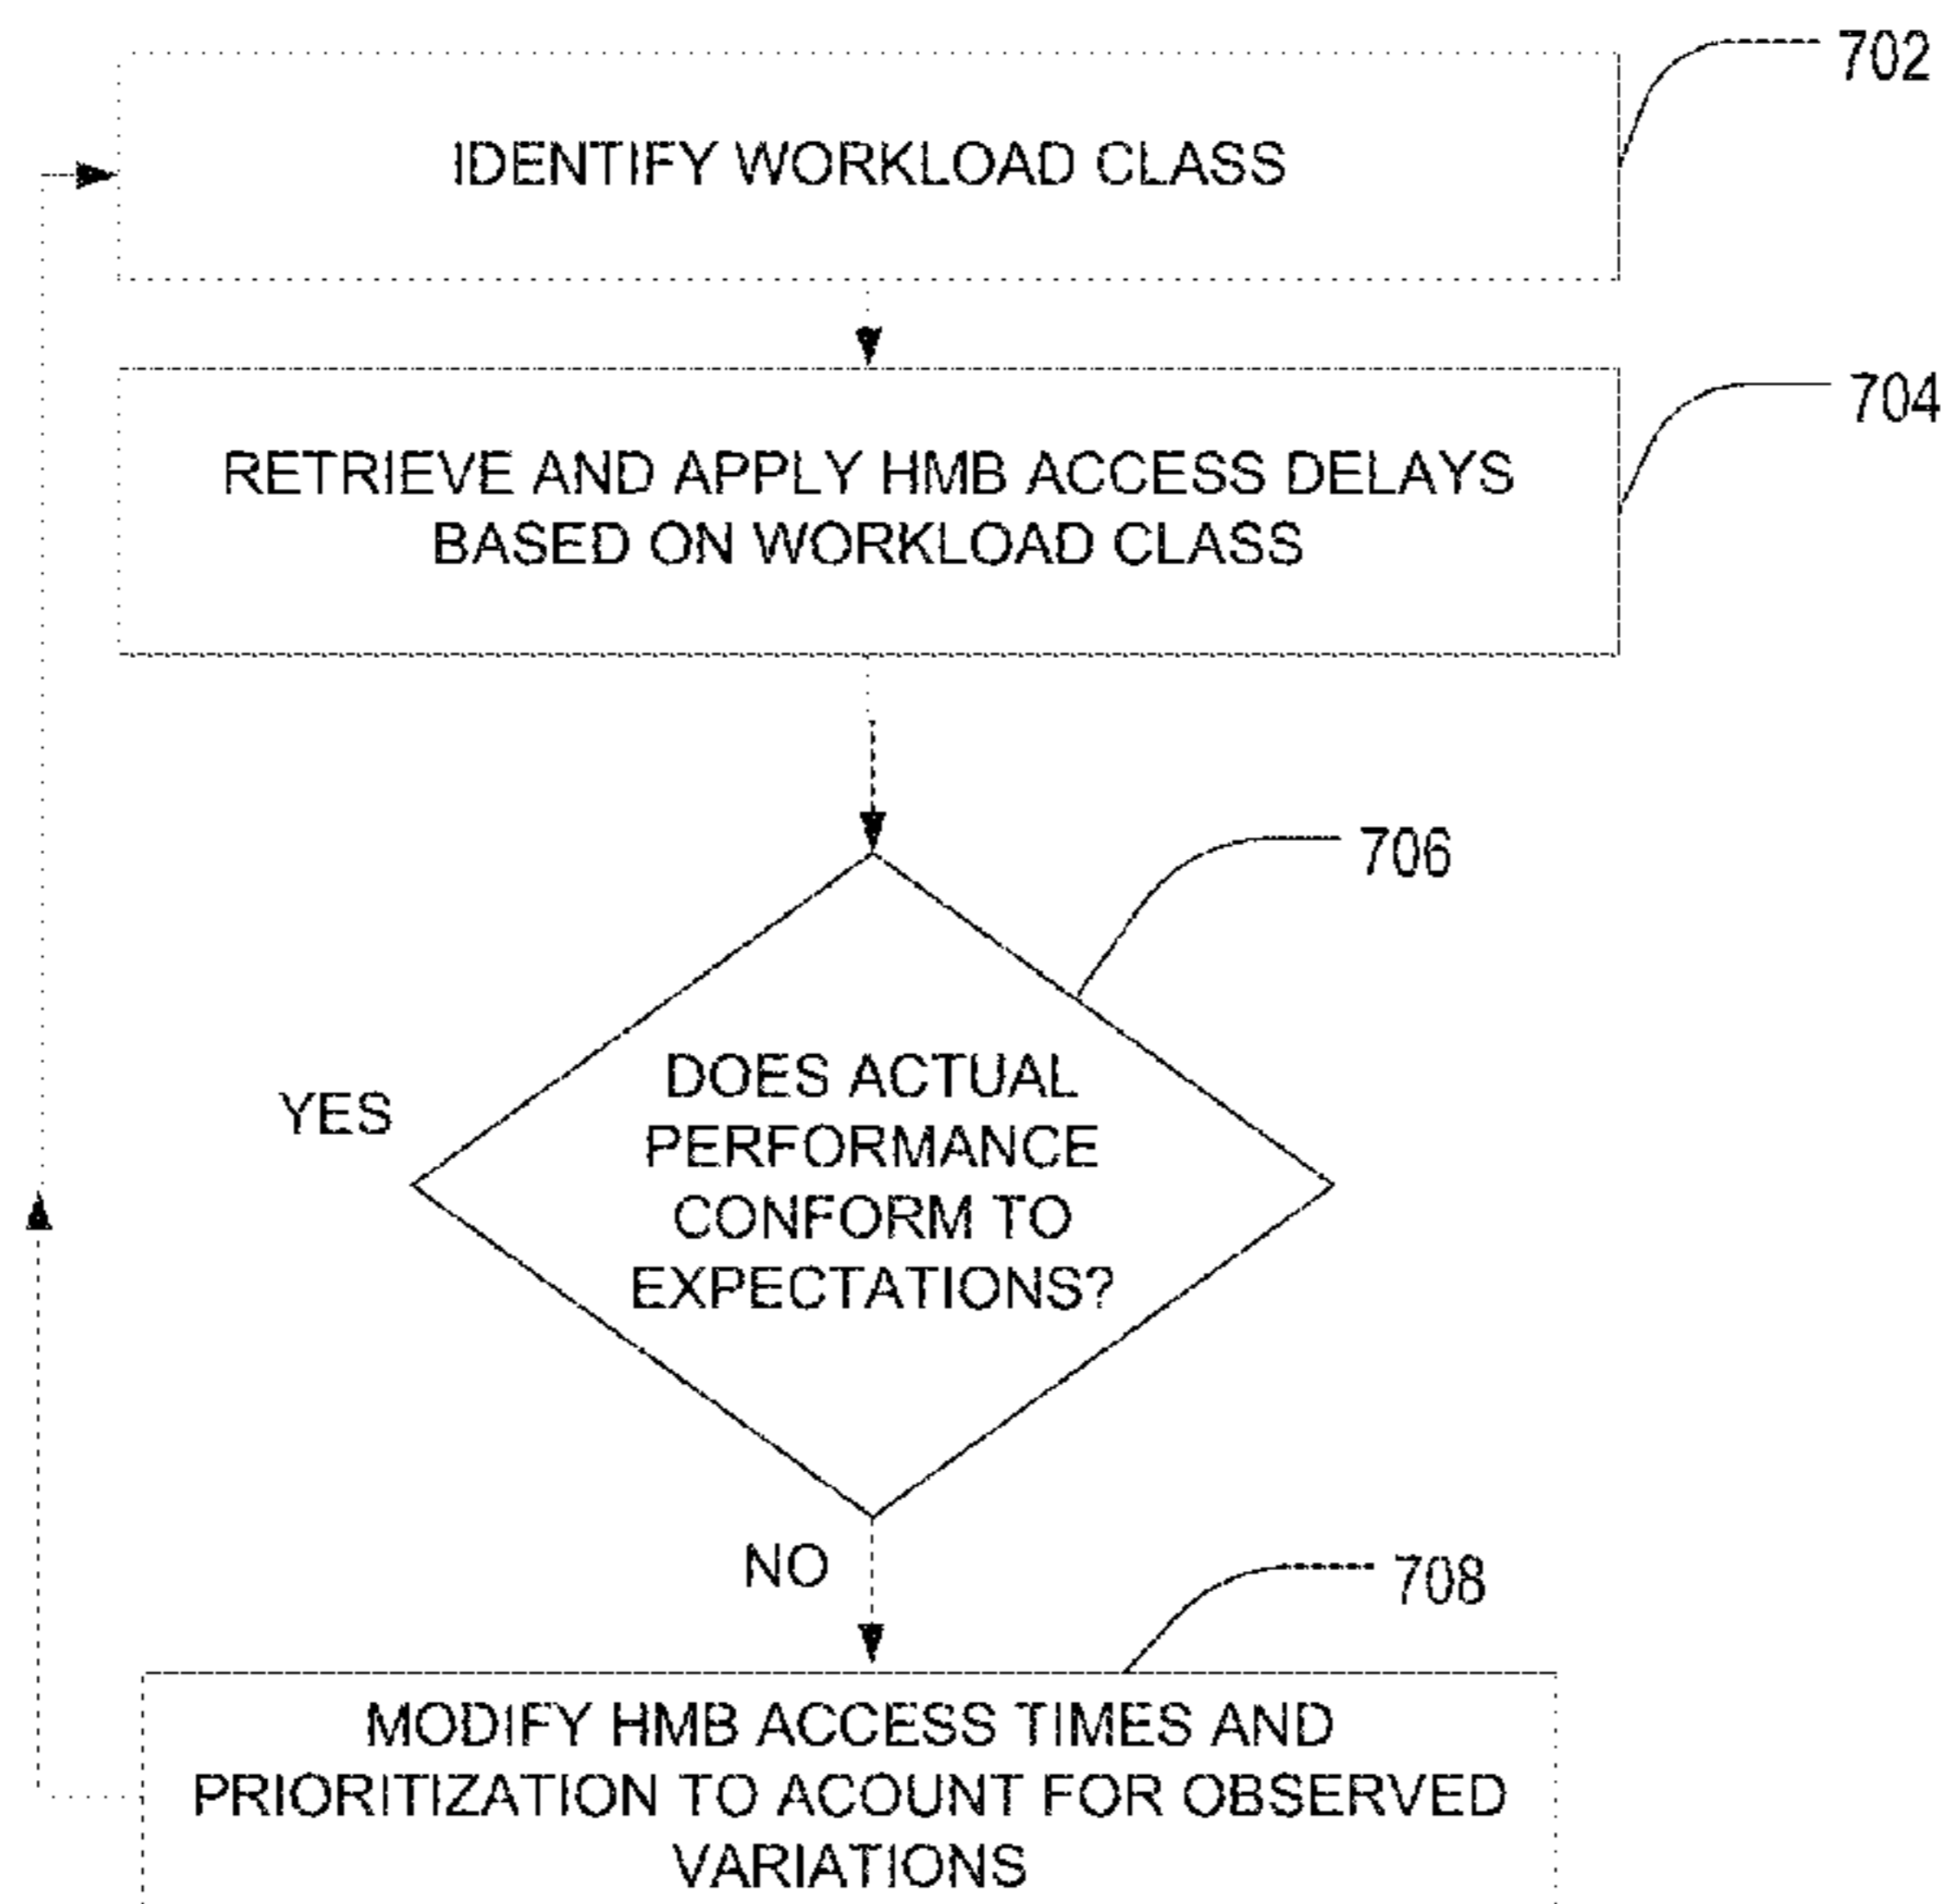 702
IDENTIFY WORKLOAD CLASS
704
RETRIEVE AND APPLY HMB ACCESS DELAYS
BASED ON WORKLOAD CLASS
706
DOES ACTUAL
YES
PERFORMANCE
CONFORM TO
EXPECTATIONS?
NO
708
MODIFY HMB ACCESS TIMES AND
PRIORITIZATION TO ACOUNT FOR OBSERVED
VARIATIONS